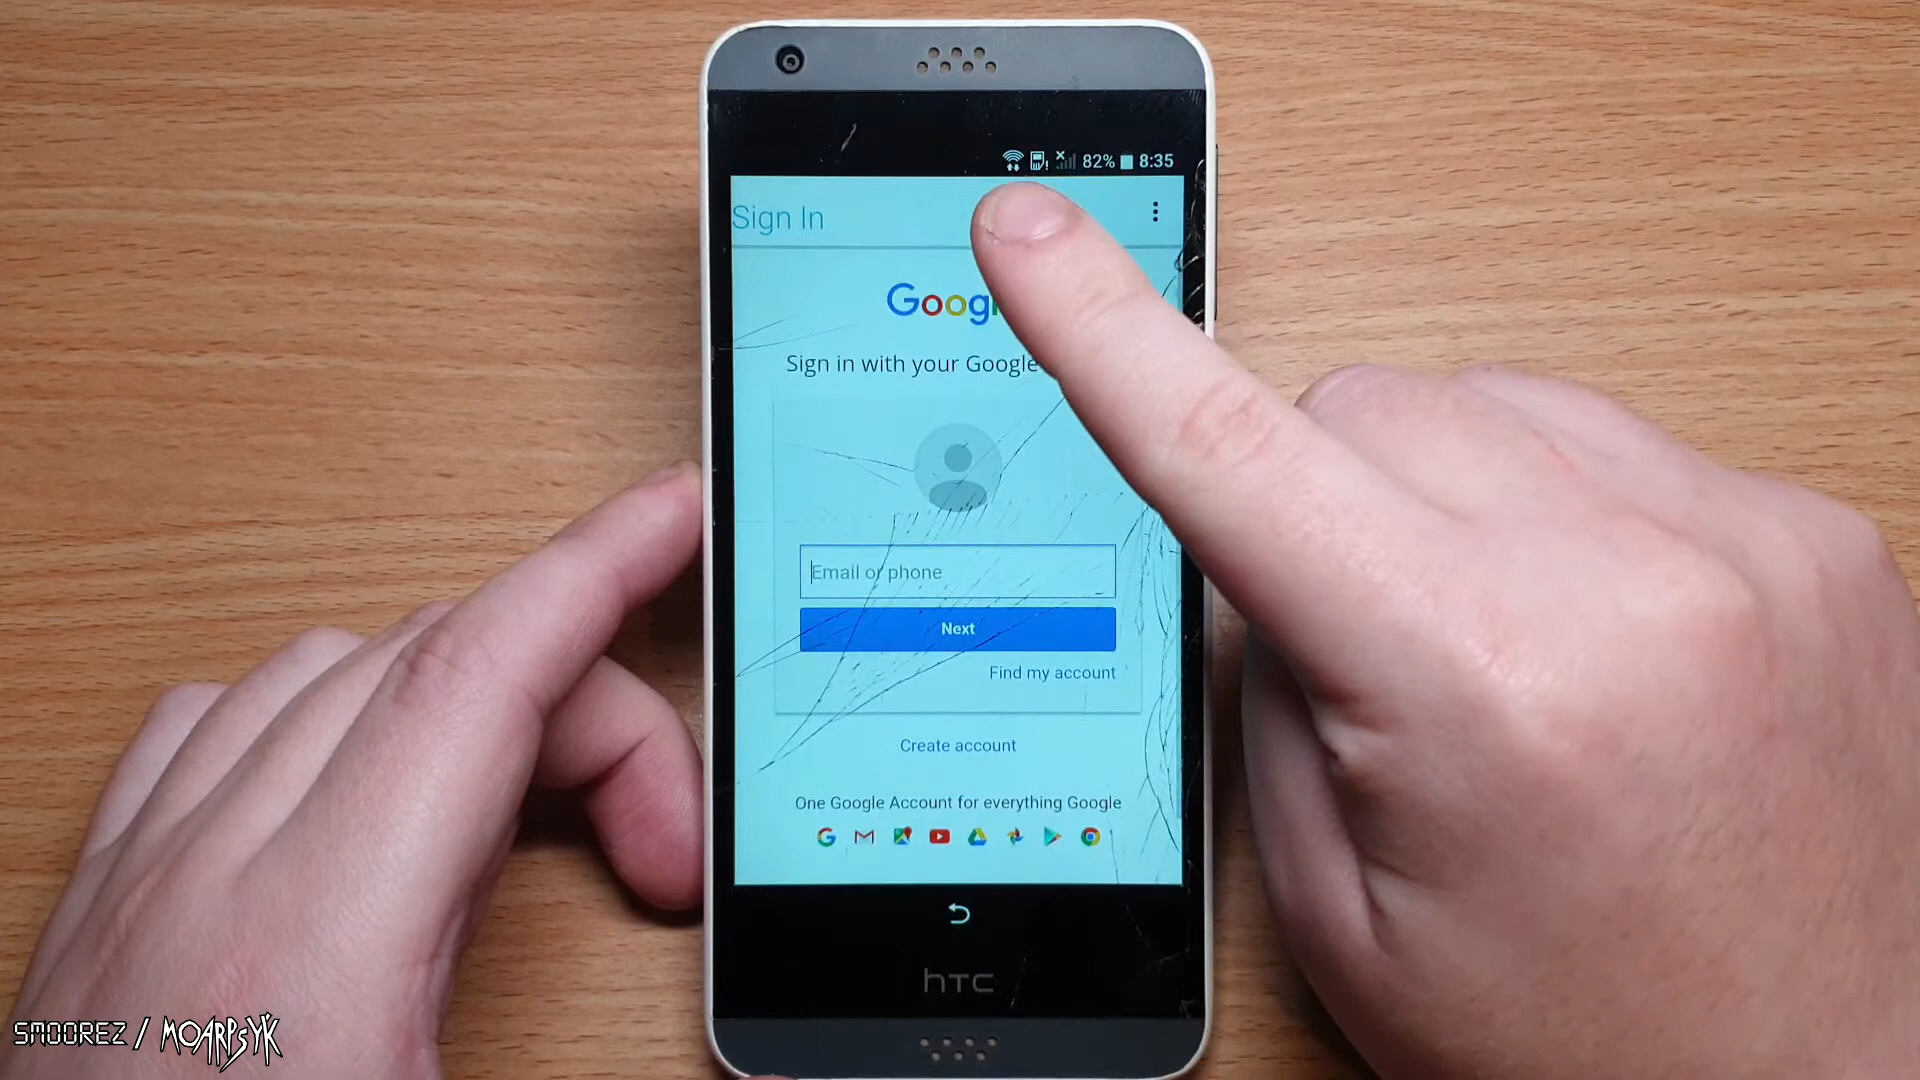 82% 8:35
Sign In
Goog
Sign in with your Google
Email or phone
Next
Find my account
Create account
One Google Account for everything Google
hTC
SMOOREZ / MOARPSYK